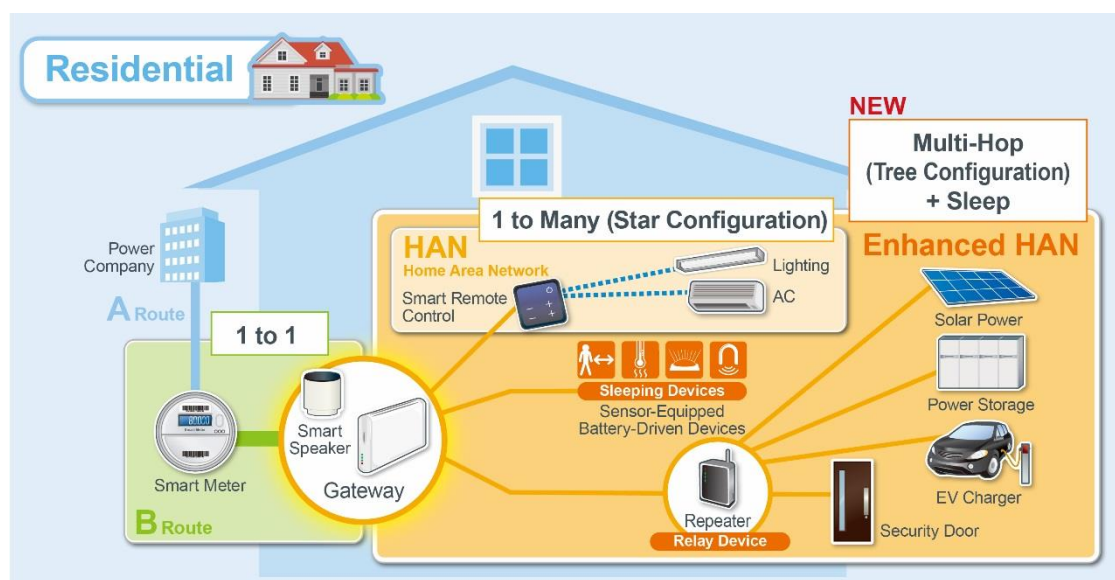 Residential
NEW
Multi-Hop
(Tree Configuration)
+ Sleep
1 to Many (Star Configuration)
HAN
Home Area Network
Enhanced HAN
Power
Company
Lighting
Smart Remote
Control
AC
A Route
Solar Power
1 to 1
Sleeping Devices
Sensor-Equipped
Battery-Driven Devices
Power Storage
Smart
Speaker
Smart Meter
Gateway
EV Charger
B Route
Repeater
Relay Device
Security Door